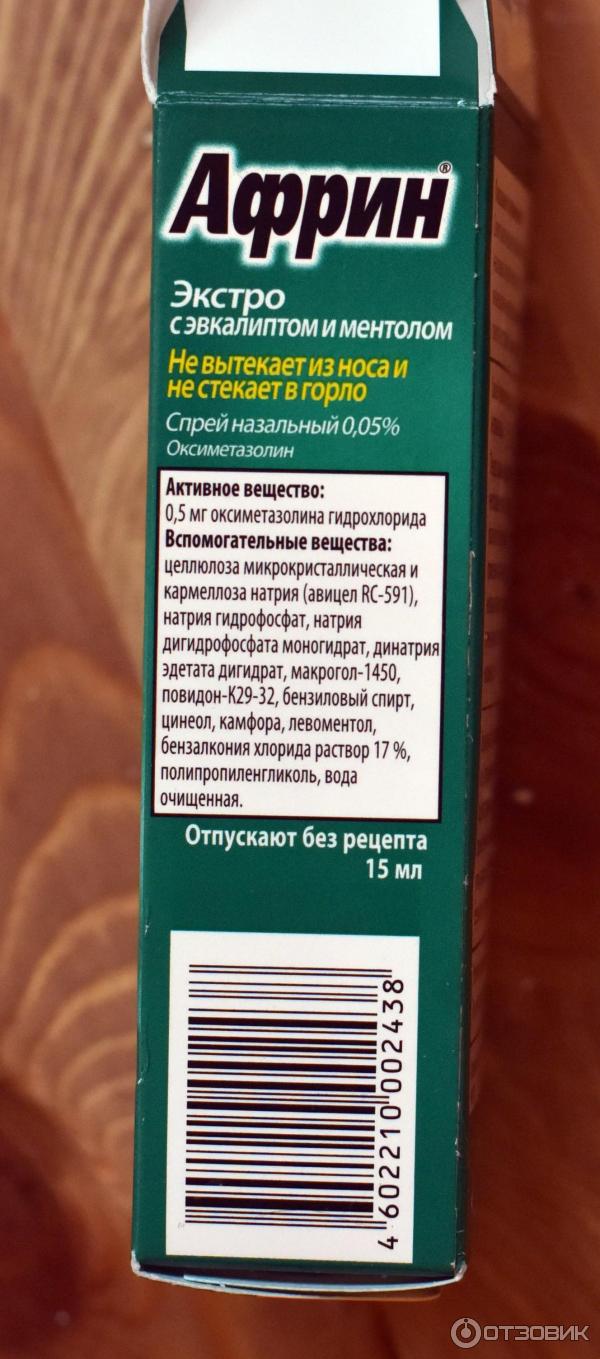 Африн®
Экстро
с эвкалиптом и ментолом
Не вытекает из носа и
не стекает в горло
Спрей назальный 0,05%
Оксиметазолин
Активное вещество:
0,5 мг оксиметазолина гидрохлорида
Вспомогательные вещества:
целлюлоза микрокристаллическая и
кармеллоза натрия (авицел RC-591),
натрия гидрофосфат, натрия
дигидрофосфата моногидрат, динатрия
эдетата дигидрат, макрогол-1450,
повидон-К29-32, бензиловый спирт,
цинеол, камфора, левоментол,
бензалкония хлорида раствор 17 %,
полипропиленгликоль, вода
очищенная.
Отпускают без рецепта
15 мл
4 602210 002438
ОТЗОВИК